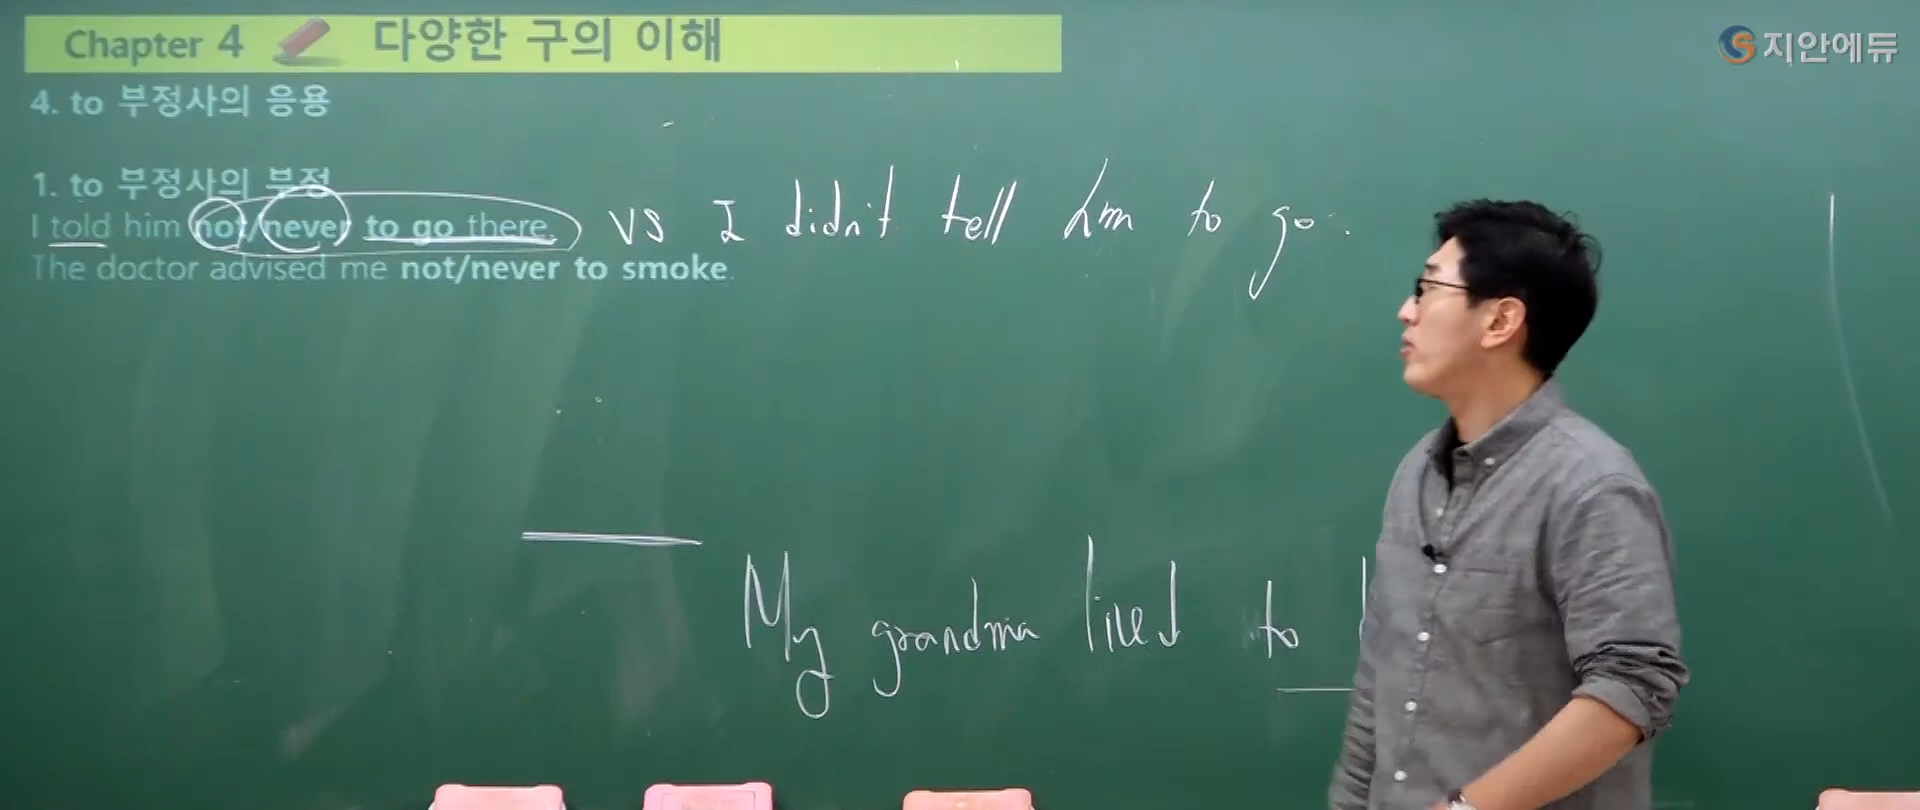 Chapter 4 다양한 구의 이해
지안에듀
4. to 부정사의 응용
1. to 부정사의 부정
I told him not/never to go there. vs I didn't tell him to go.
The doctor advised me not/never to smoke.
My grandma lived to